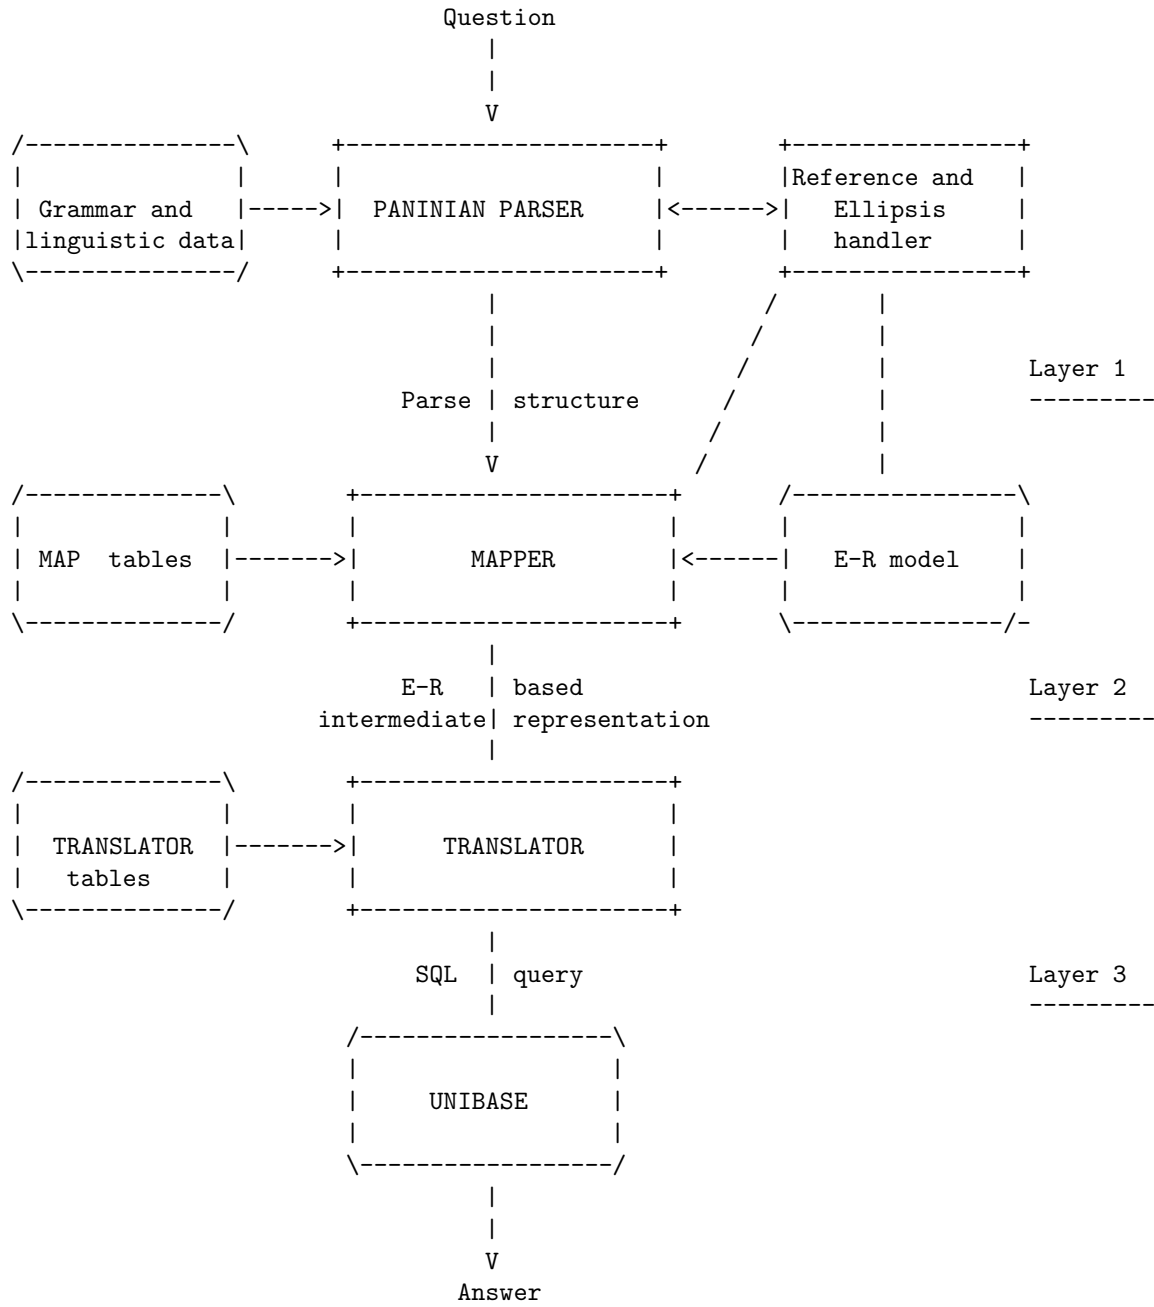 Question
Grammar and
linguistic data
PANINIAN PARSER
Reference and
Ellipsis
handler
Layer 1
Parse structure
MAP tables
MAPPER
E-R model
E-R based
intermediate representation
Layer 2
TRANSLATOR
tables
TRANSLATOR
SQL query
Layer 3
UNIBASE
Answer